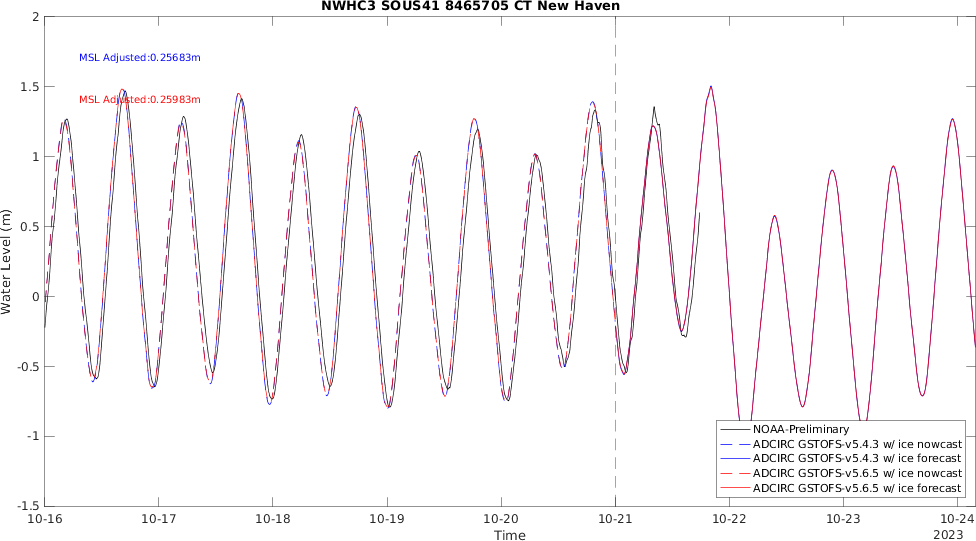 NWHC3 SOUS41 8465705 CT New Haven
2
MSL Adjusted:0.25683m
1.5
MSL Adjusted:0.25983m
1
0.5
Water Level (m)
0
-0.5
-1
NOAA-Preliminary
ADCIRC GSTOFS-v5.4.3 w/ ice nowcast
ADCIRC GSTOFS-v5.4.3 w/ ice forecast
ADCIRC GSTOFS-v5.6.5 w/ ice nowcast
ADCIRC GSTOFS-v5.6.5 w/ ice forecast
-1.5
10-16 10-17 10-18 10-19 10-20 10-21 10-22 10-23 10-24
Time 2023